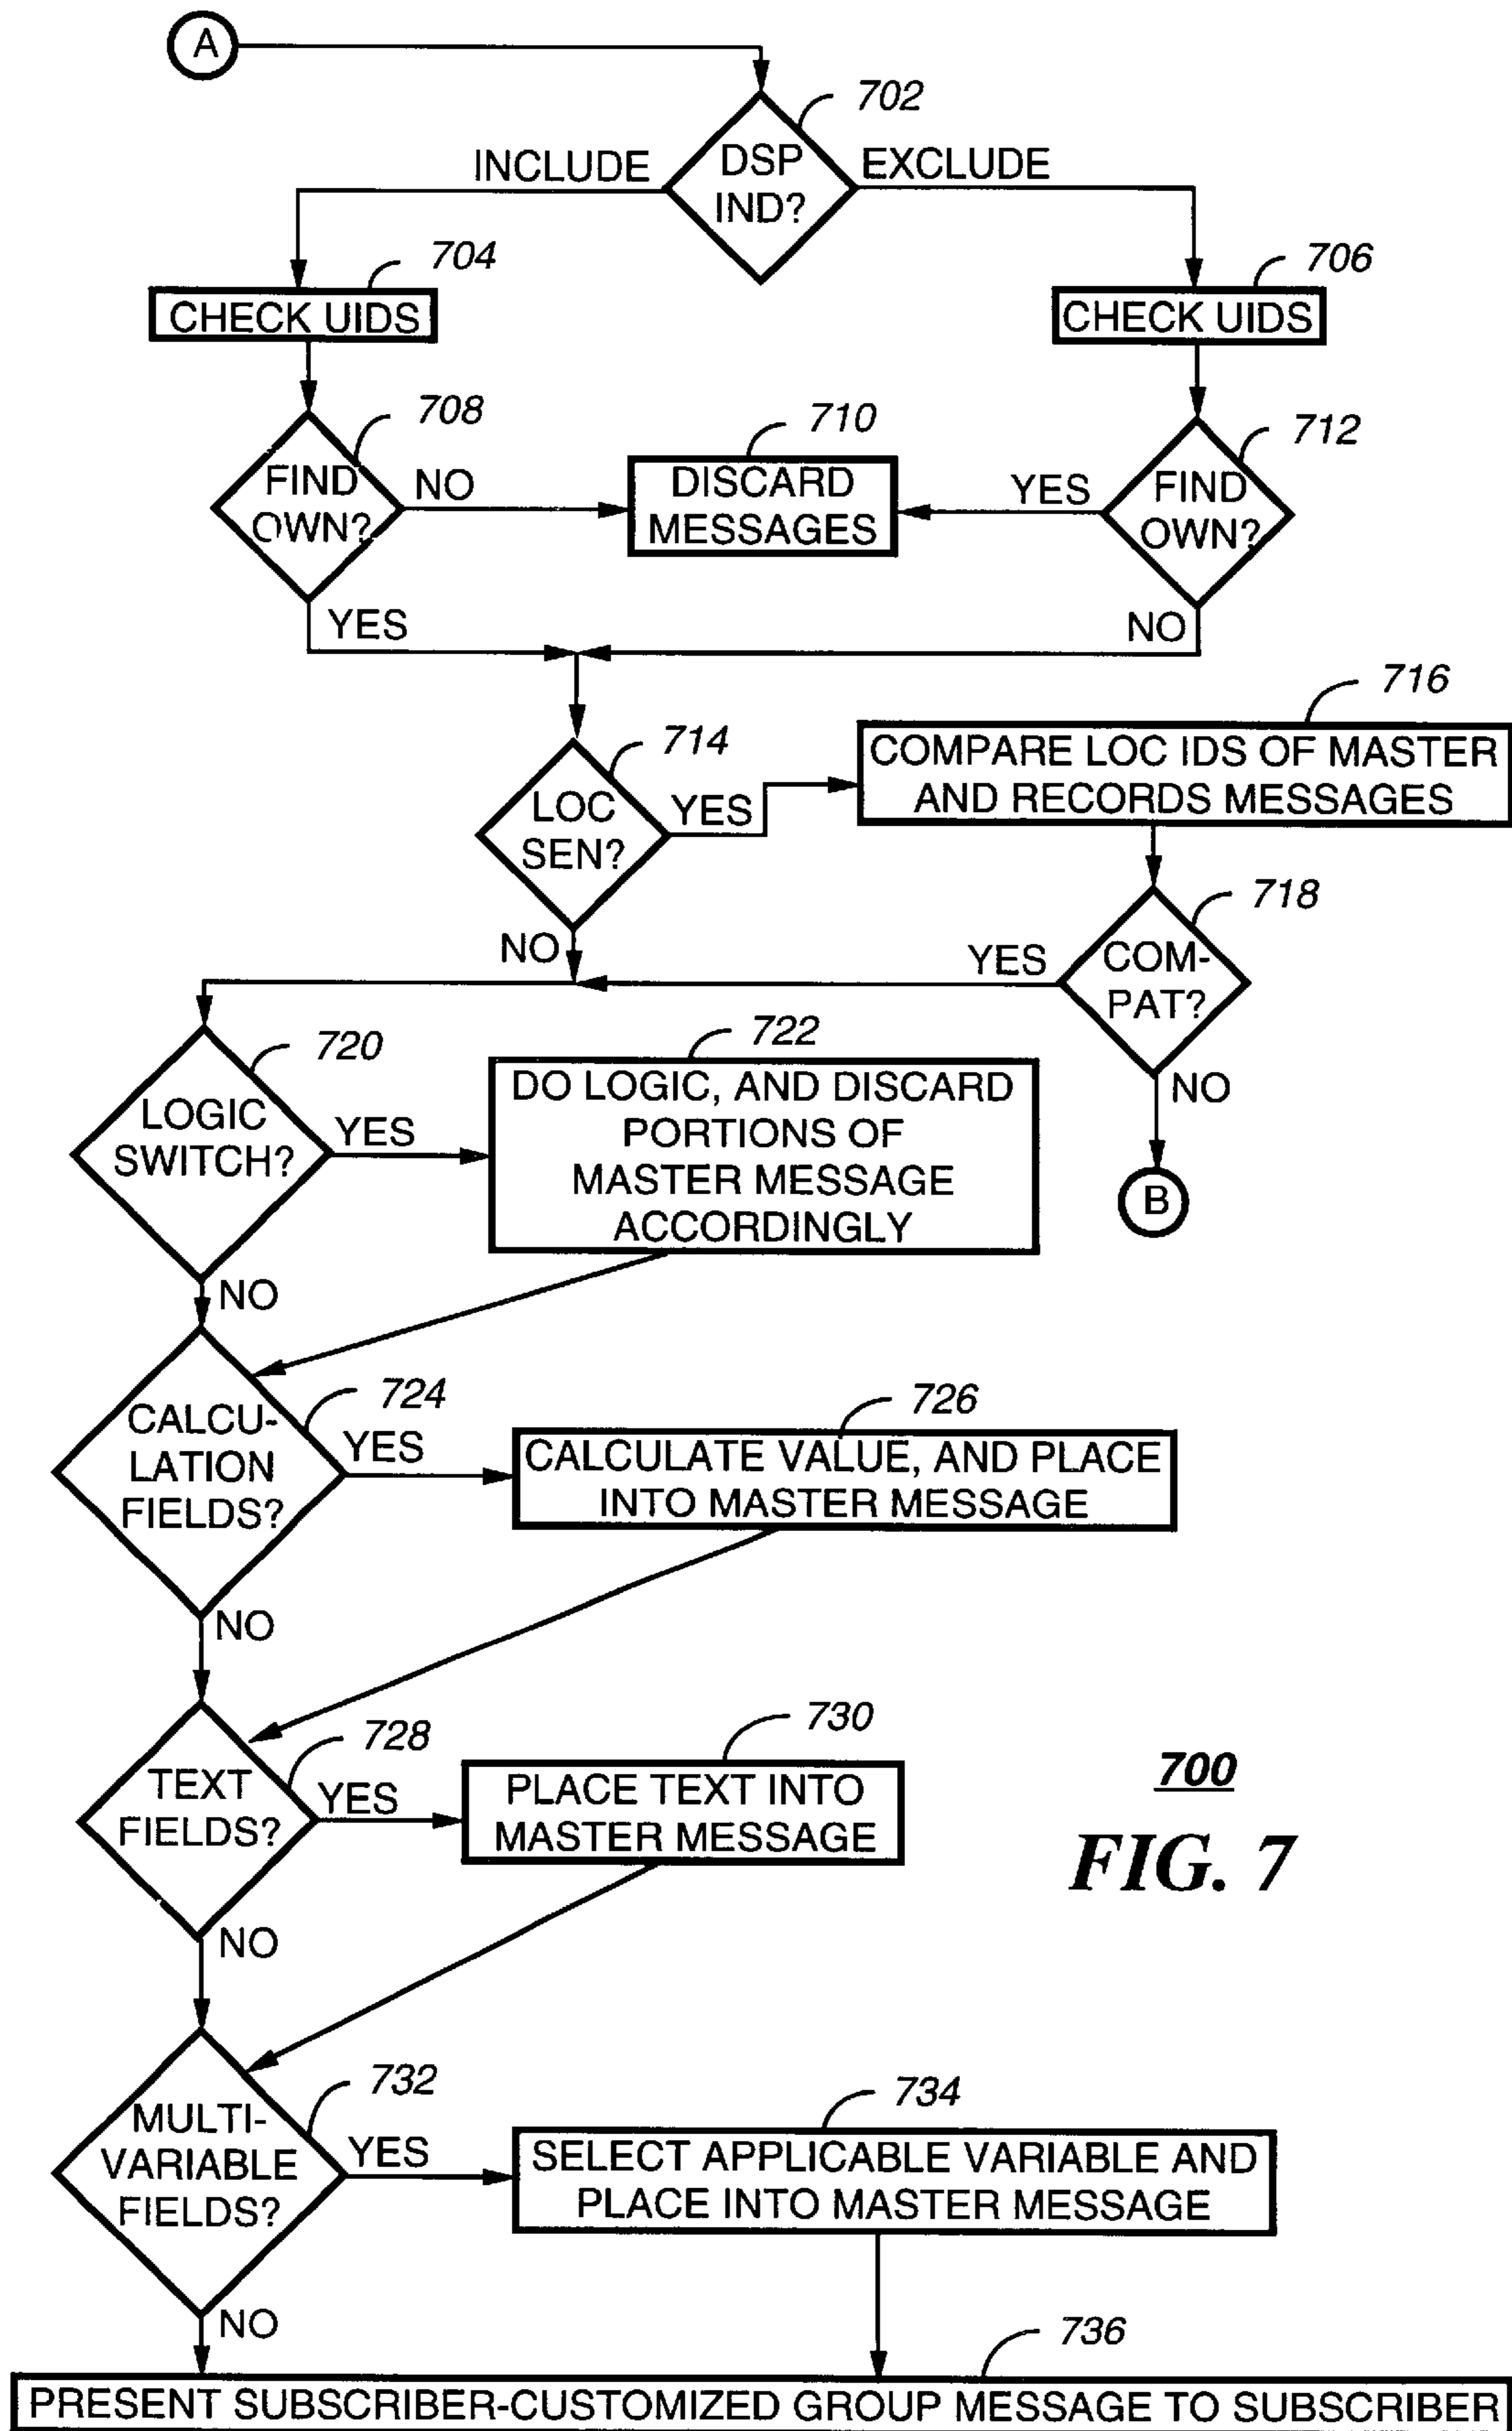 A
702
DSP
IND?
INCLUDE
EXCLUDE
704
CHECK UIDS
706
CHECK UIDS
708
FIND
OWN?
NO
710
DISCARD
MESSAGES
YES
712
FIND
OWN?
YES
NO
714
LOC
SEN?
YES
716
COMPARE LOC IDS OF MASTER
AND RECORDS MESSAGES
NO
718
COM-
PAT?
YES
NO
B
720
LOGIC
SWITCH?
YES
722
DO LOGIC, AND DISCARD
PORTIONS OF
MASTER MESSAGE
ACCORDINGLY
NO
724
CALCU-
LATION
FIELDS?
YES
726
CALCULATE VALUE, AND PLACE
INTO MASTER MESSAGE
NO
728
TEXT
FIELDS?
YES
730
PLACE TEXT INTO
MASTER MESSAGE
NO
700
FIG. 7
732
MULTI-
VARIABLE
FIELDS?
YES
734
SELECT APPLICABLE VARIABLE AND
PLACE INTO MASTER MESSAGE
NO
736
PRESENT SUBSCRIBER-CUSTOMIZED GROUP MESSAGE TO SUBSCRIBER